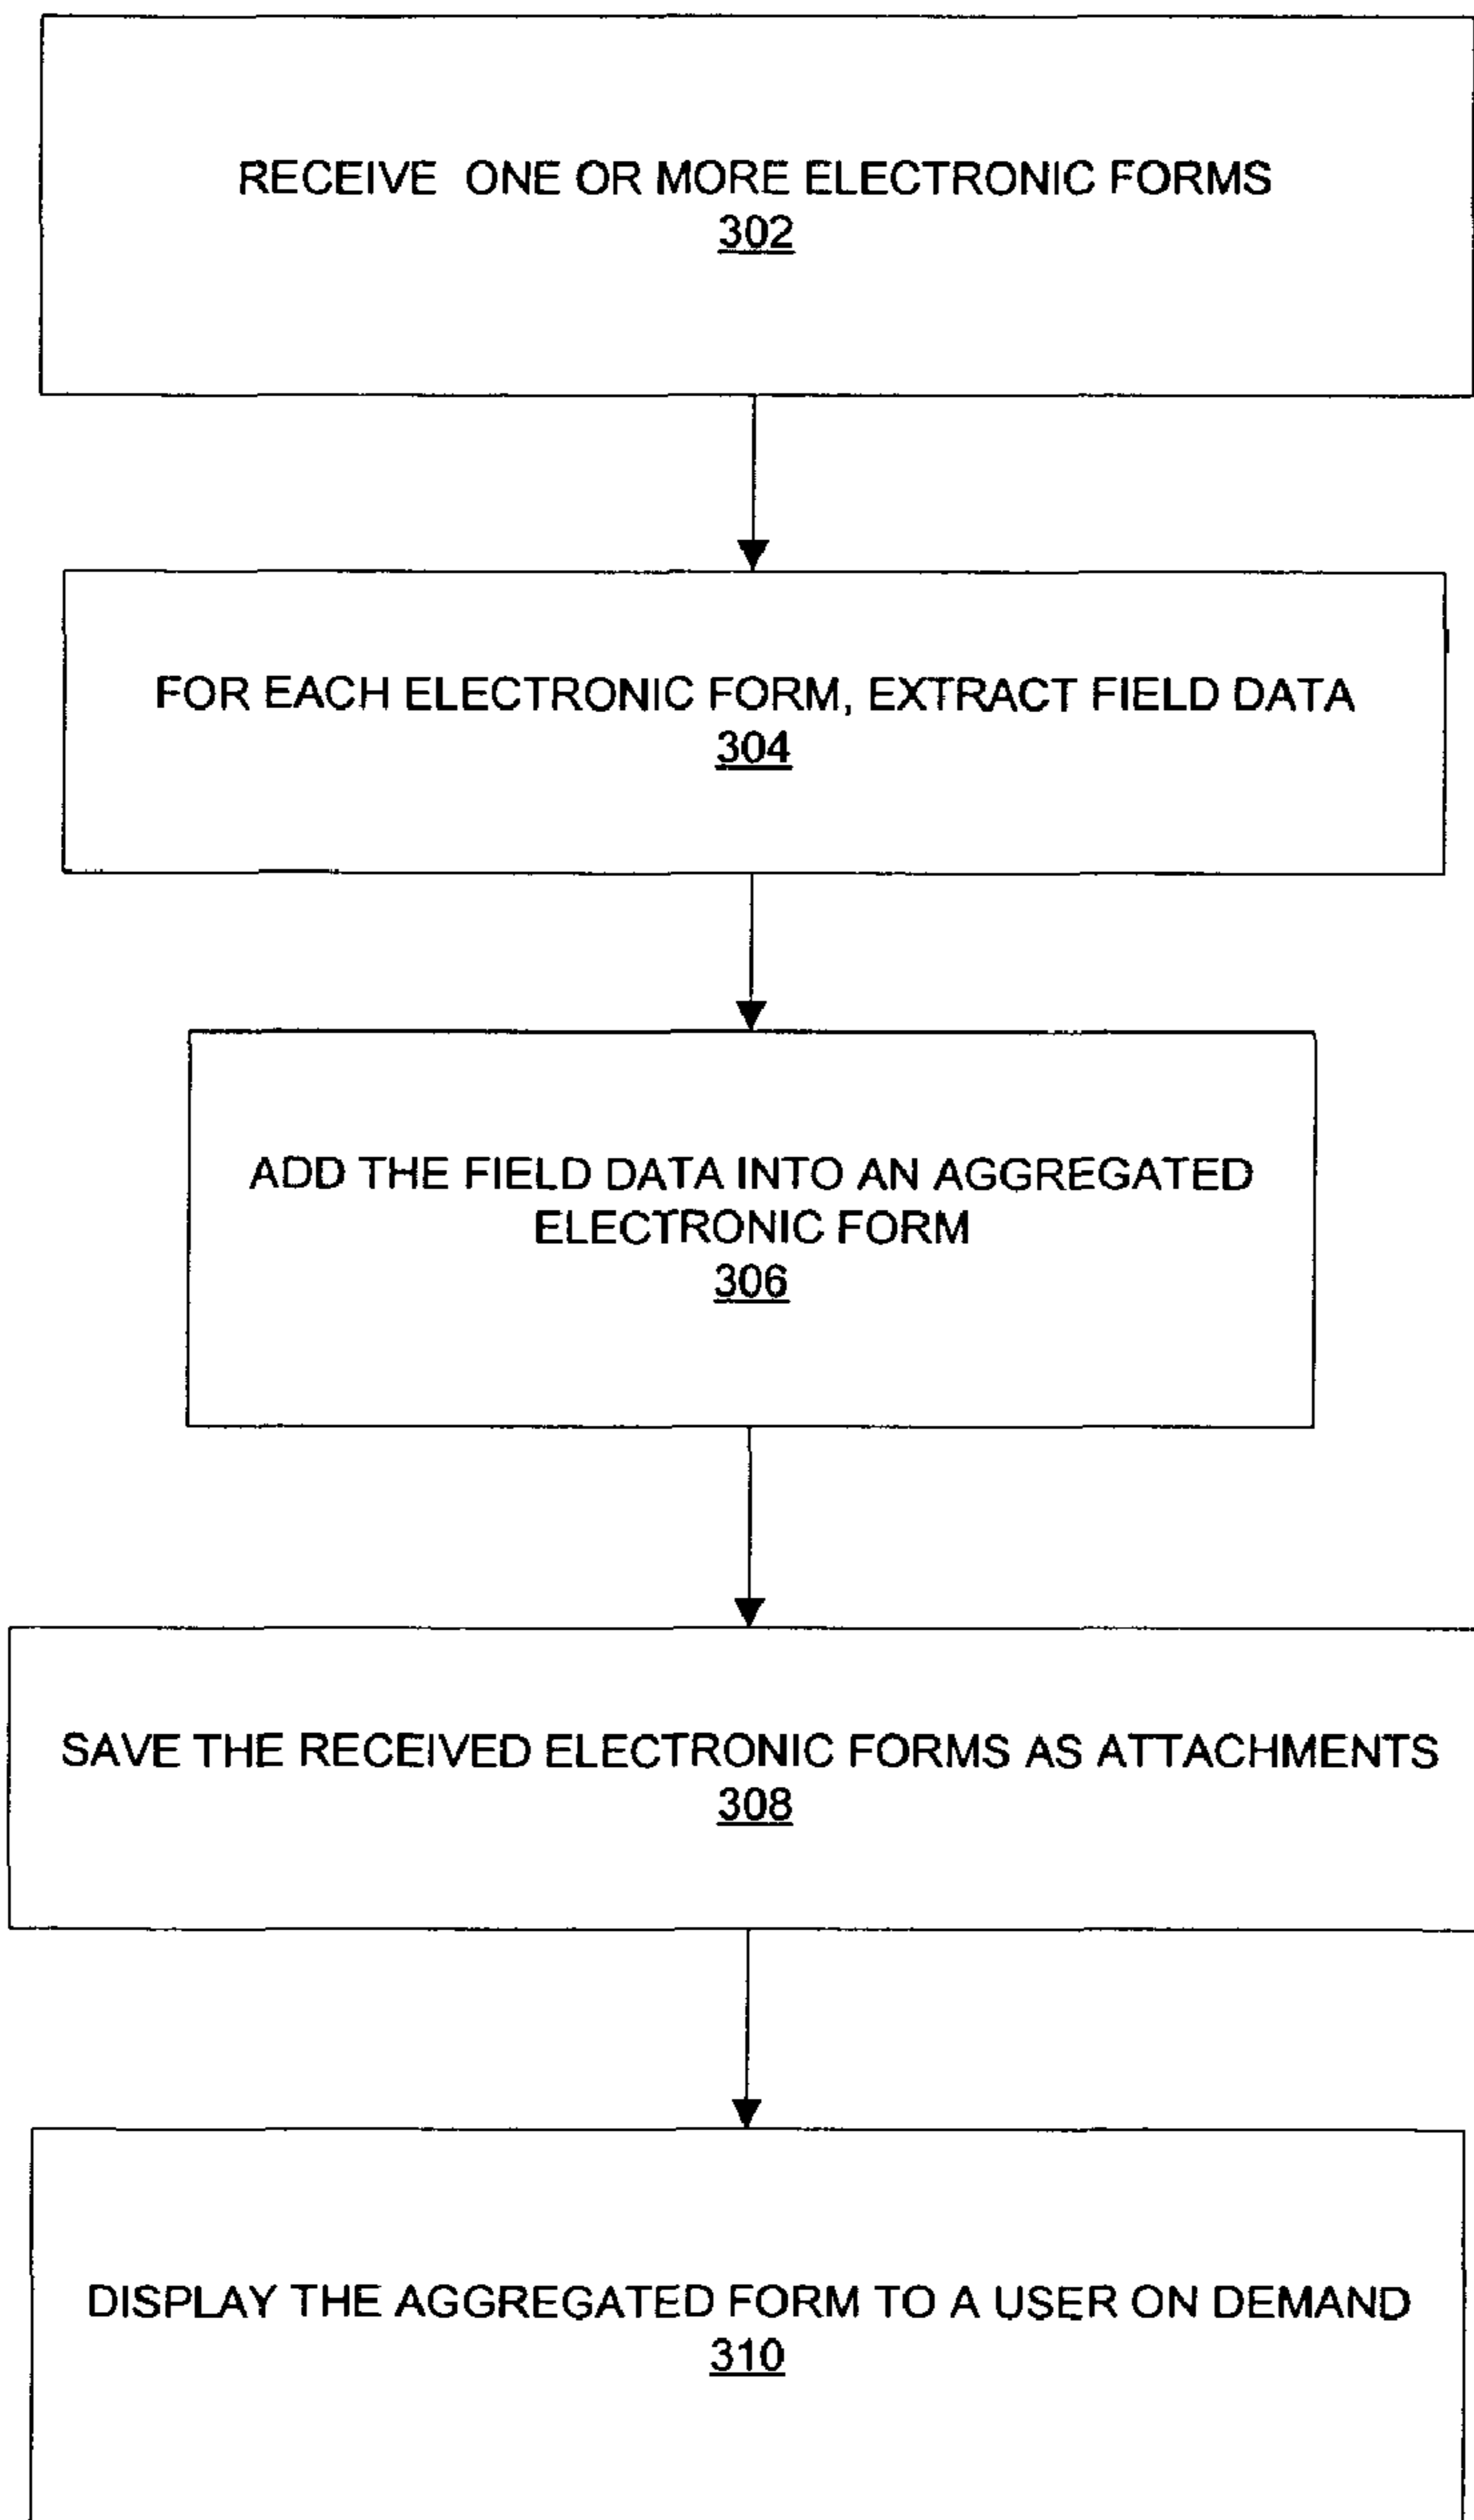 RECEIVE ONE OR MORE ELECTRONIC FORMS
302
FOR EACH ELECTRONIC FORM, EXTRACT FIELD DATA
304
ADD THE FIELD DATA INTO AN AGGREGATED
ELECTRONIC FORM
306
SAVE THE RECEIVED ELECTRONIC FORMS AS ATTACHMENTS
308
DISPLAY THE AGGREGATED FORM TO A USER ON DEMAND
310